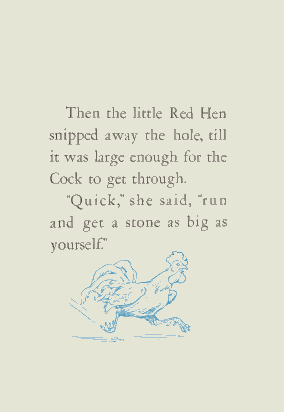 Then the little Red Hen
snipped away the hole, till
it was large enough for the
Cock to get through.
"Quick," she said, "run
and get a stone as big as
yourself."